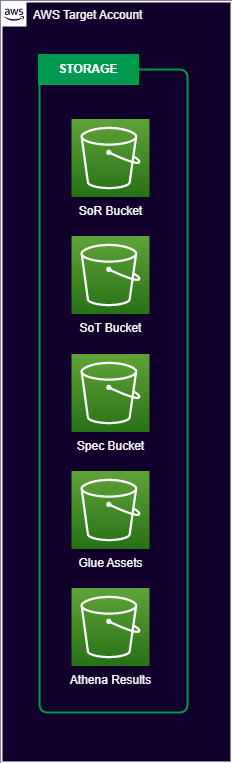 aws
AWS Target Account
STORAGE
SoR Bucket
SoT Bucket
Spec Bucket
Glue Assets
Athena Results